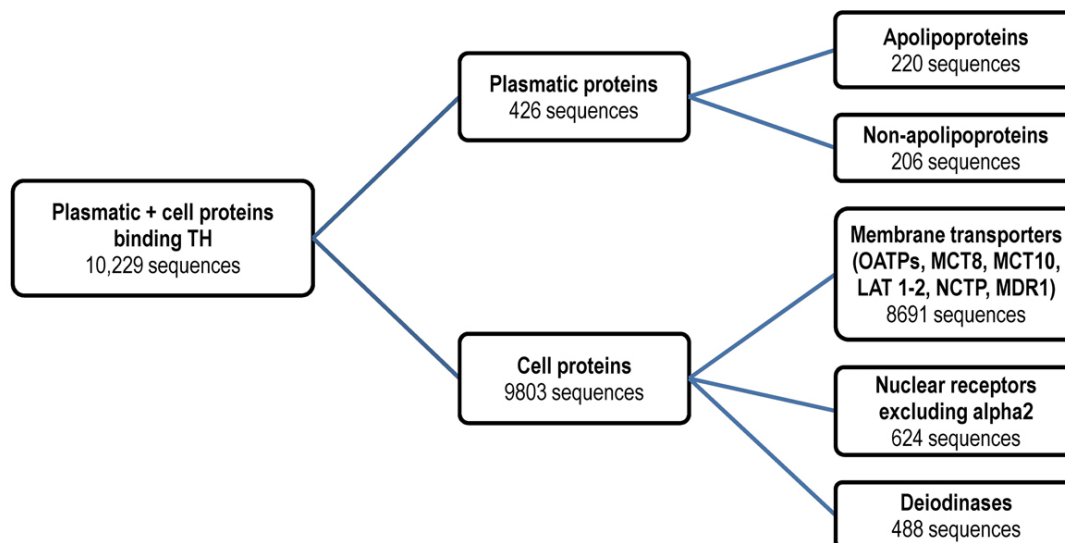 Plasmatic + cell proteins
binding TH
10,229 sequences
Plasmatic proteins
426 sequences
Cell proteins
9803 sequences
Apolipoproteins
220 sequences
Non-apolipoproteins
206 sequences
Membrane transporters
(OATPs, MCT8, MCT10,
LAT 1-2, NCTP, MDR1)
8691 sequences
Nuclear receptors
excluding alpha2
624 sequences
Deiodinases
488 sequences